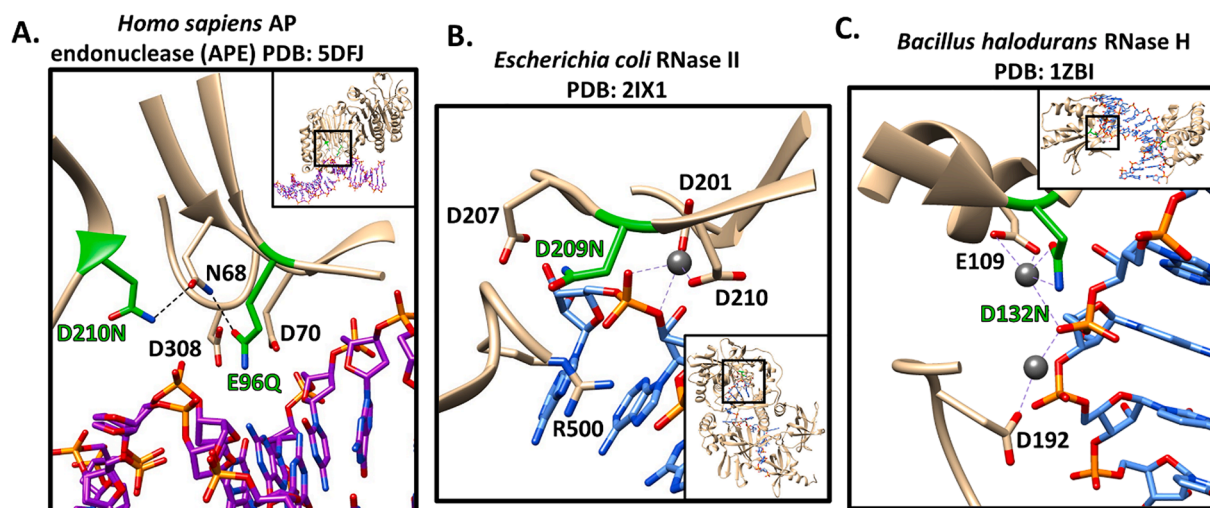 A.
Homo sapiens AP
endonuclease (APE) PDB: 5DFJ
N68
D210N
D308
D70
E96Q
B.
Escherichia coli RNase II
PDB: 2IX1
D201
D207
D209N
D210
R500
C.
Bacillus halodurans RNase H
PDB: 1ZBI
E109
D132N
D192